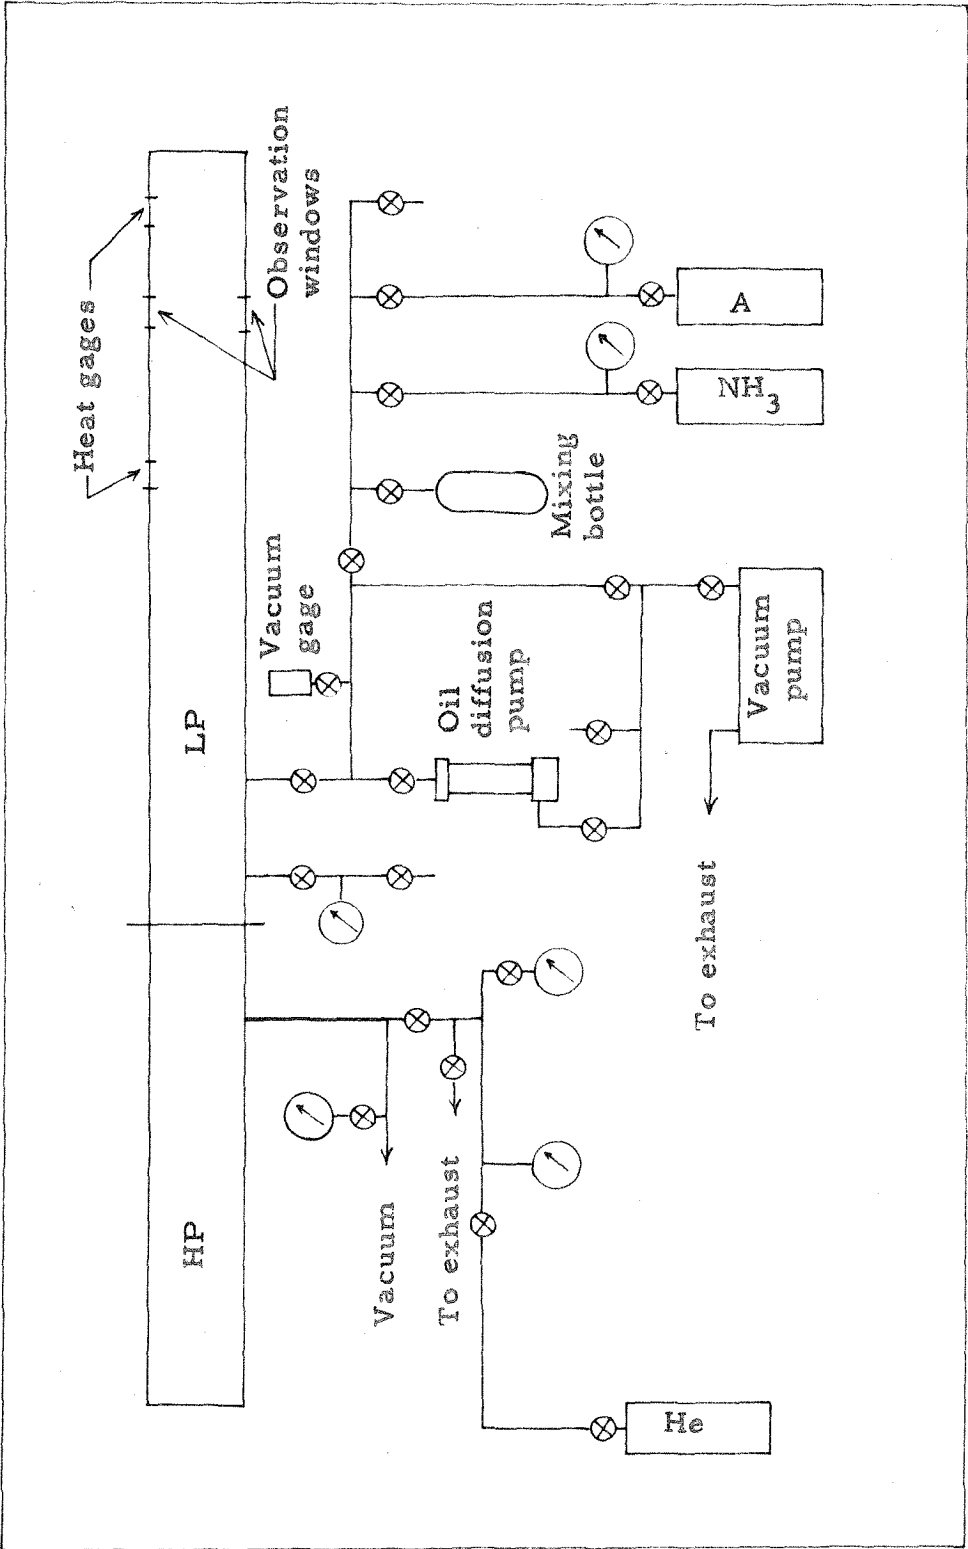 Heat gages
Observation
windows
HP
LP
Vacuum
gage
Vacuum
To exhaust
Oil
diffusion
pump
Mixing
bottle
NH3
A
He
To exhaust
Vacuum
pump